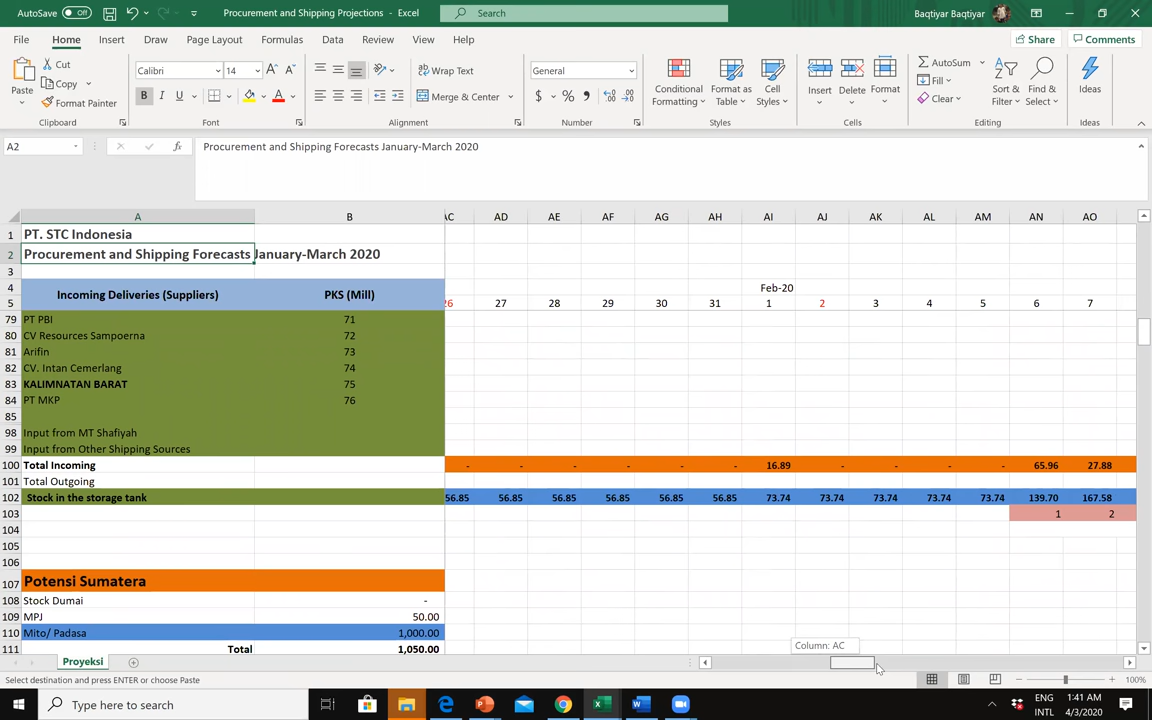 AutoSave Off Procurement and Shipping Projections - Excel Search Baqtiyar Baqtiyar
File Home Insert Draw Page Layout Formulas Data Review View Help Share Comments
Paste Cut Copy Format Painter Calibri 14 A A Wrap Text General Conditional Formatting Format as Table Cell Styles Insert Delete Format AutoSum Fill Clear Sort & Filter Find & Select Ideas
B I U A Merge & Center $ % 9
Clipboard Font Alignment Number Styles Cells Editing Ideas
A2 fx Procurement and Shipping Forecasts January-March 2020
A B AC AD AE AF AG AH AI AJ AK AL AM AN AO
1 PT. STC Indonesia
2 Procurement and Shipping Forecasts January-March 2020
3
4 Feb-20
Incoming Deliveries (Suppliers) PKS (Mill)
5 26 27 28 29 30 31 1 2 3 4 5 6 7
79 PT PBI 71
80 CV Resources Sampoerna 72
81 Arifin 73
82 CV. Intan Cemerlang 74
83 KALIMNATAN BARAT 75
84 PT MKP 76
85
98 Input from MT Shafiyah
99 Input from Other Shipping Sources
100 Total Incoming - - - - - - 16.89 - - - - 65.96 27.88
101 Total Outgoing
102 Stock in the storage tank 56.85 56.85 56.85 56.85 56.85 56.85 73.74 73.74 73.74 73.74 73.74 139.70 167.58
103 1 2
104
105
106
107 Potensi Sumatera
108 Stock Dumai -
109 MPJ 50.00
110 Mito/ Padasa 1,000.00
111 Total 1,050.00
Column: AC
Proyeksi
Select destination and press ENTER or choose Paste 100%
Type here to search ENG INTL 1:41 AM 4/3/2020